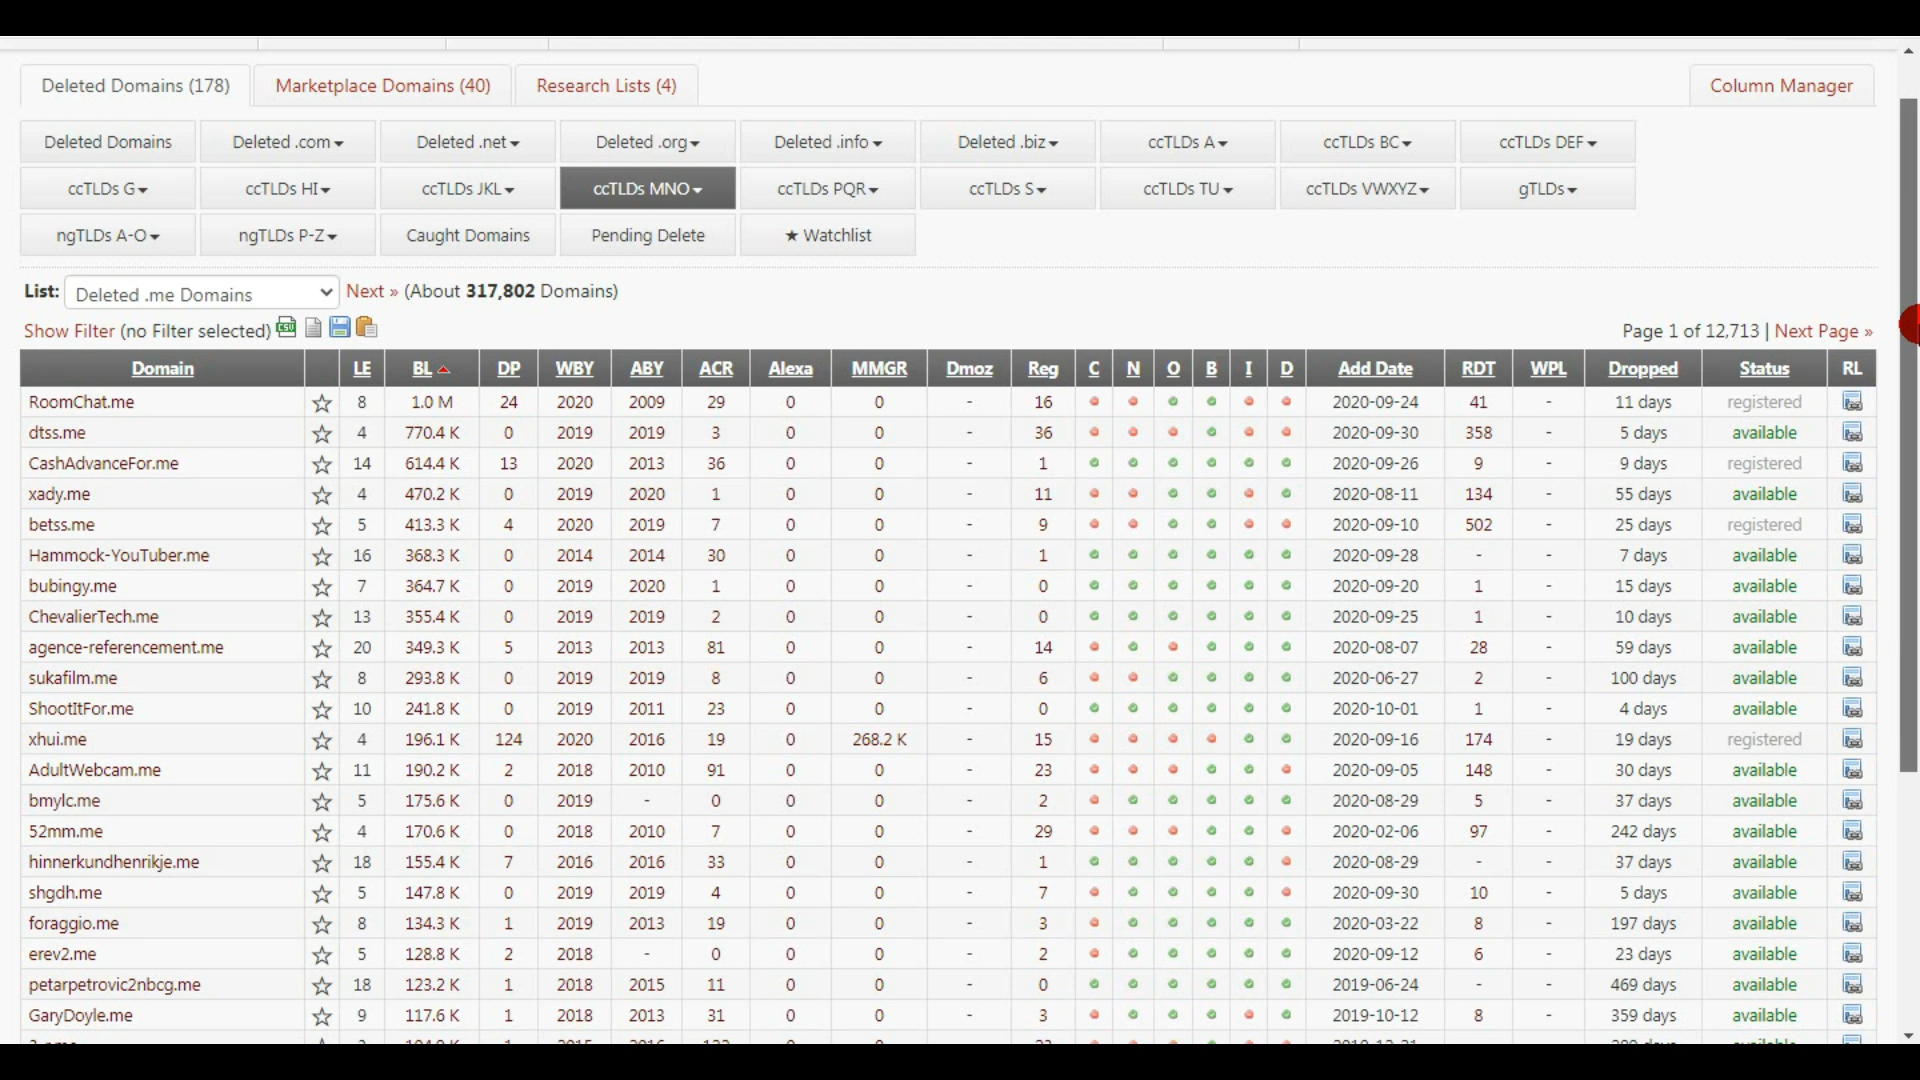 Deleted Domains (178) Marketplace Domains (40) Research Lists (4) Column Manager
Deleted Domains Deleted .com Deleted .net Deleted .org Deleted .info Deleted .biz ccTLDs A ccTLDs BC ccTLDs DEF
ccTLDs G ccTLDs HI ccTLDs JKL ccTLDs MNO ccTLDs PQR ccTLDs S ccTLDs TU ccTLDs VWXYZ gTLDs
ngTLDs A-O ngTLDs P-Z Caught Domains Pending Delete ★ Watchlist
List: Deleted .me Domains Next » (About 317,802 Domains)
Show Filter (no Filter selected) CSV Page 1 of 12,713 | Next Page »
Domain LE BL DP WBY ABY ACR Alexa MMGR Dmoz Reg C N O B I D Add Date RDT WPL Dropped Status RL
RoomChat.me 8 1.0 M 24 2020 2009 29 0 0 - 16 2020-09-24 41 - 11 days registered
dtss.me 4 770.4 K 0 2019 2019 3 0 0 - 36 2020-09-30 358 - 5 days available
CashAdvanceFor.me 14 614.4 K 13 2020 2013 36 0 0 - 1 2020-09-26 9 - 9 days registered
xady.me 4 470.2 K 0 2019 2020 1 0 0 - 11 2020-08-11 134 - 55 days available
betss.me 5 413.3 K 4 2020 2019 7 0 0 - 9 2020-09-10 502 - 25 days registered
Hammock-YouTuber.me 16 368.3 K 0 2014 2014 30 0 0 - 1 2020-09-28 - - 7 days available
bubingy.me 7 364.7 K 0 2019 2020 1 0 0 - 0 2020-09-20 1 - 15 days available
ChevalierTech.me 13 355.4 K 0 2019 2019 2 0 0 - 0 2020-09-25 1 - 10 days available
agence-referencement.me 20 349.3 K 5 2013 2013 81 0 0 - 14 2020-08-07 28 - 59 days available
sukafilm.me 8 293.8 K 0 2019 2019 8 0 0 - 6 2020-06-27 2 - 100 days available
ShootItFor.me 10 241.8 K 0 2019 2011 23 0 0 - 0 2020-10-01 1 - 4 days available
xhui.me 4 196.1 K 124 2020 2016 19 0 268.2 K - 15 2020-09-16 174 - 19 days registered
AdultWebcam.me 11 190.2 K 2 2018 2010 91 0 0 - 23 2020-09-05 148 - 30 days available
bmylc.me 5 175.6 K 0 2019 - 0 0 0 - 2 2020-08-29 5 - 37 days available
52mm.me 4 170.6 K 0 2018 2010 7 0 0 - 29 2020-02-06 97 - 242 days available
hinnerkundhenrikje.me 18 155.4 K 7 2016 2016 33 0 0 - 1 2020-08-29 - - 37 days available
shgdh.me 5 147.8 K 0 2019 2019 4 0 0 - 7 2020-09-30 10 - 5 days available
foraggio.me 8 134.3 K 1 2019 2013 19 0 0 - 3 2020-03-22 8 - 197 days available
erev2.me 5 128.8 K 2 2018 - 0 0 0 - 2 2020-09-12 6 - 23 days available
petarpetrovic2nbcg.me 18 123.2 K 1 2018 2015 11 0 0 - 0 2019-06-24 - - 469 days available
GaryDoyle.me 9 117.6 K 1 2018 2013 31 0 0 - 3 2019-10-12 8 - 359 days available